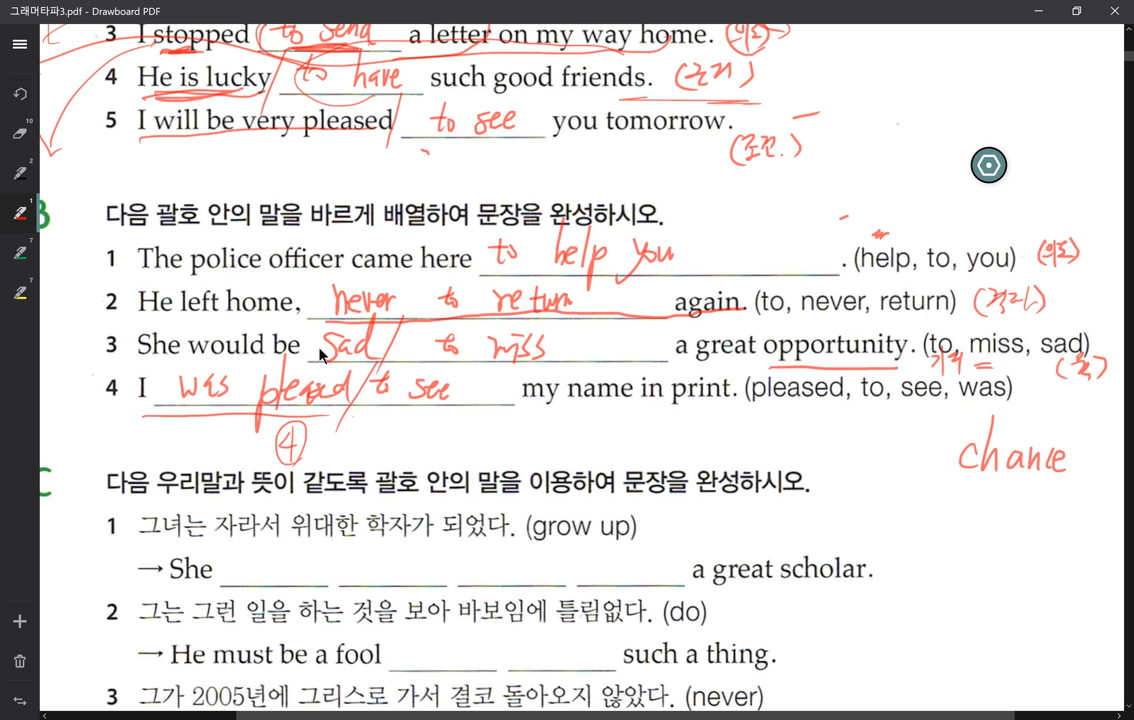 그래머타파3.pdf - Drawboard PDF
3 I stopped to send a letter on my way home. (의도)
4 He is lucky to have such good friends. (근거)
5 I will be very pleased to see you tomorrow.
다음 괄호 안의 말을 바르게 배열하여 문장을 완성하시오.
1 The police officer came here to help you . (help, to, you) (의도)
2 He left home, never to return again. (to, never, return) (결과)
3 She would be sad to miss a great opportunity. (to, miss, sad)
기회 =
4 I was pleased to see my name in print. (pleased, to, see, was)
④
chance
C 다음 우리말과 뜻이 같도록 괄호 안의 말을 이용하여 문장을 완성하시오.
1 그녀는 자라서 위대한 학자가 되었다. (grow up)
→ She ____ ____ ____ ____ a great scholar.
2 그는 그런 일을 하는 것을 보아 바보임에 틀림없다. (do)
→ He must be a fool ____ ____ such a thing.
3 그가 2005년에 그리스로 가서 결코 돌아오지 않았다. (never)